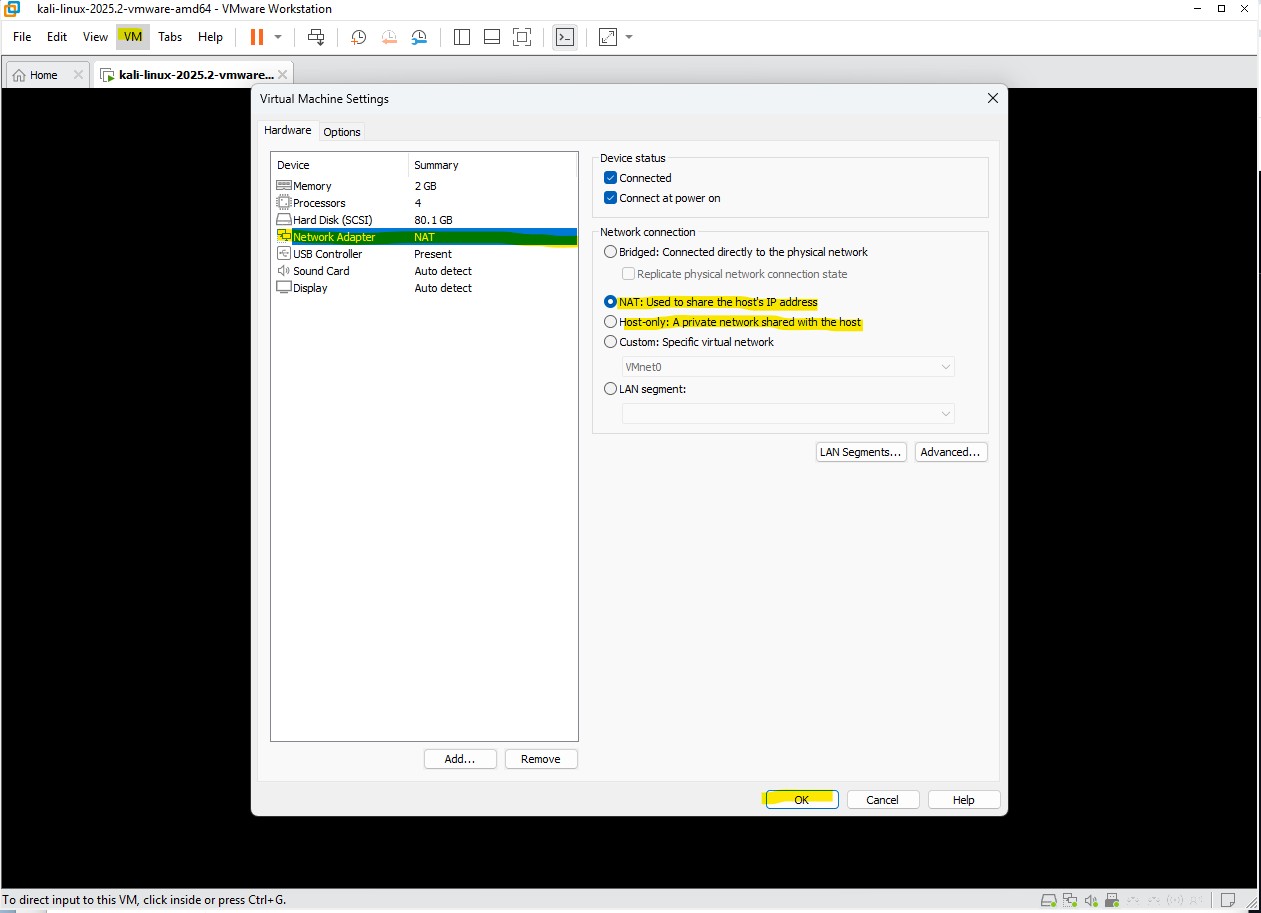 kali-linux-2025.2-vmware-amd64 - VMware Workstation
File Edit View VM Tabs Help
Home kali-linux-2025.2-vmware...
Virtual Machine Settings
Hardware Options
Device Summary
Memory 2 GB
Processors 4
Hard Disk (SCSI) 80.1 GB
Network Adapter NAT
USB Controller Present
Sound Card Auto detect
Display Auto detect
Device status
Connected
Connect at power on
Network connection
Bridged: Connected directly to the physical network
Replicate physical network connection state
NAT: Used to share the host's IP address
Host-only: A private network shared with the host
Custom: Specific virtual network
VMnet0
LAN segment:
LAN Segments... Advanced...
Add... Remove
OK Cancel Help
To direct input to this VM, click inside or press Ctrl+G.